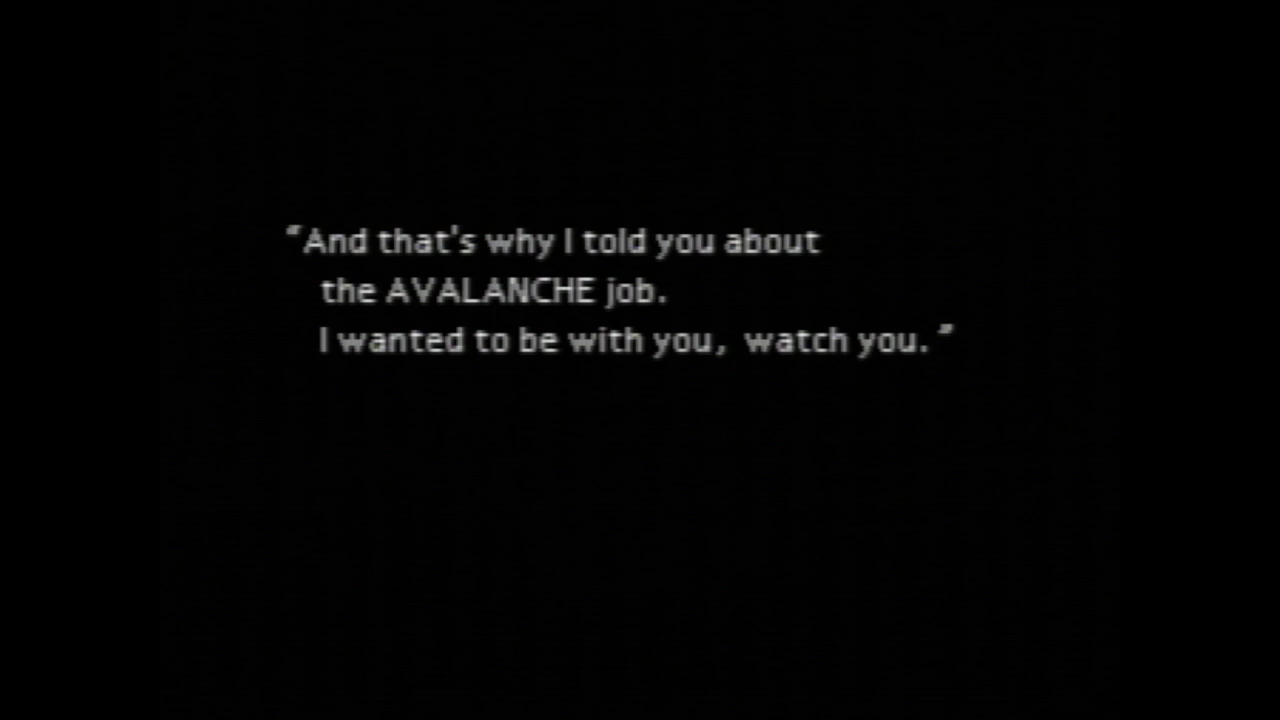 “And that's why I told you about
the AVALANCHE job.
I wanted to be with you, watch you.”